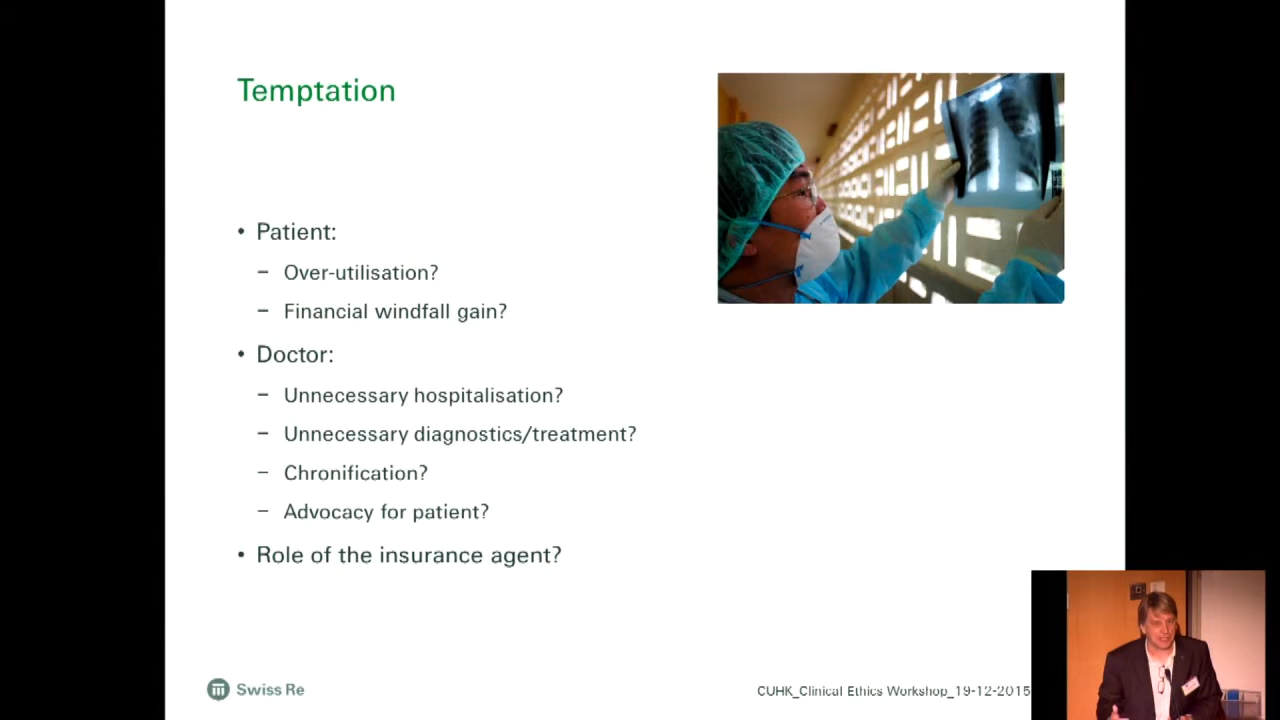 Temptation
• Patient:
– Over-utilisation?
– Financial windfall gain?
• Doctor:
– Unnecessary hospitalisation?
– Unnecessary diagnostics/treatment?
– Chronification?
– Advocacy for patient?
• Role of the insurance agent?
Swiss Re
CUHK_Clinical Ethics Workshop_19-12-2015